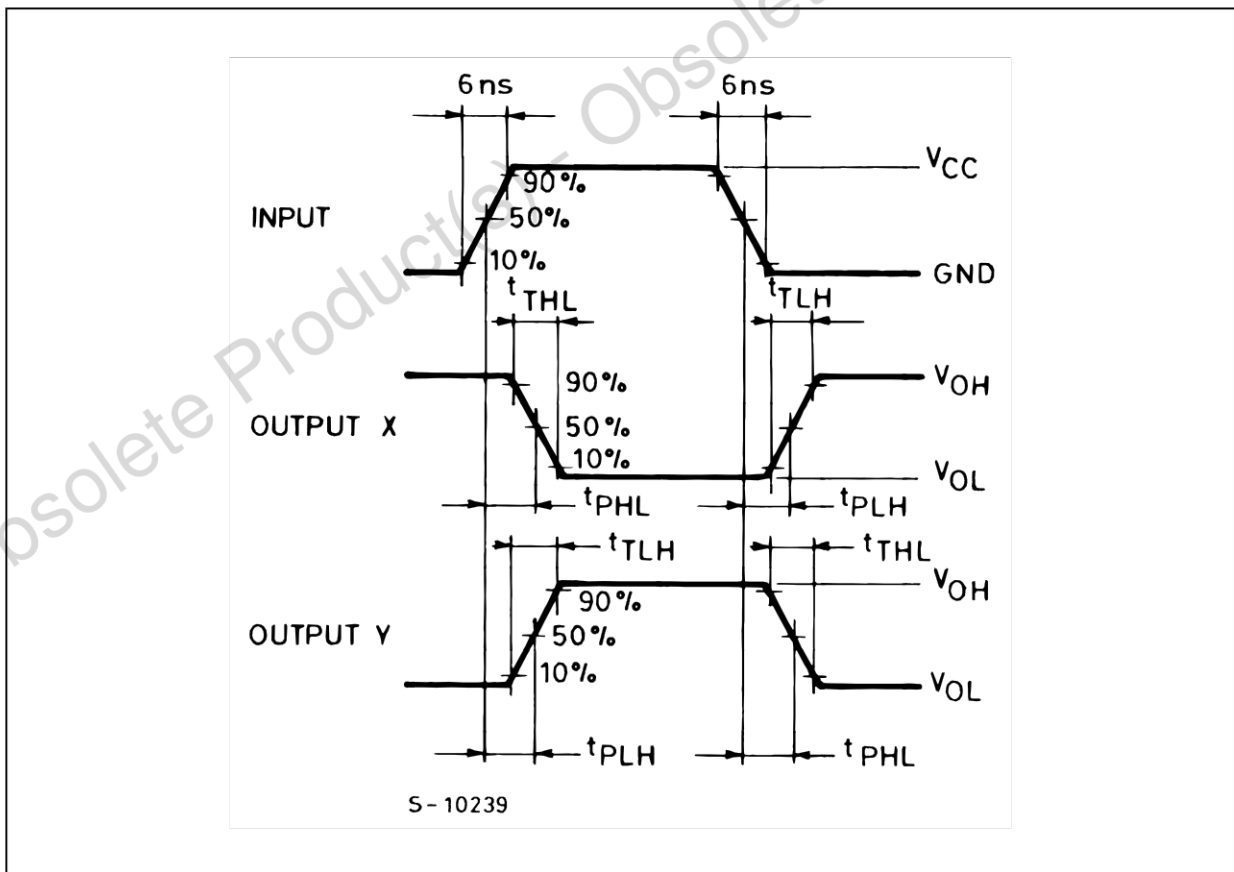 Obsolete Product(s) - Obsolete
6ns 6ns
VCC
90%
INPUT 50%
10%
GND
tTHL tTLH
90% VOH
OUTPUT X 50%
10%
VOL
tPHL tPLH
tTLH tTHL
VOH
90%
OUTPUT Y 50%
10%
VOL
tPLH tPHL
S-10239